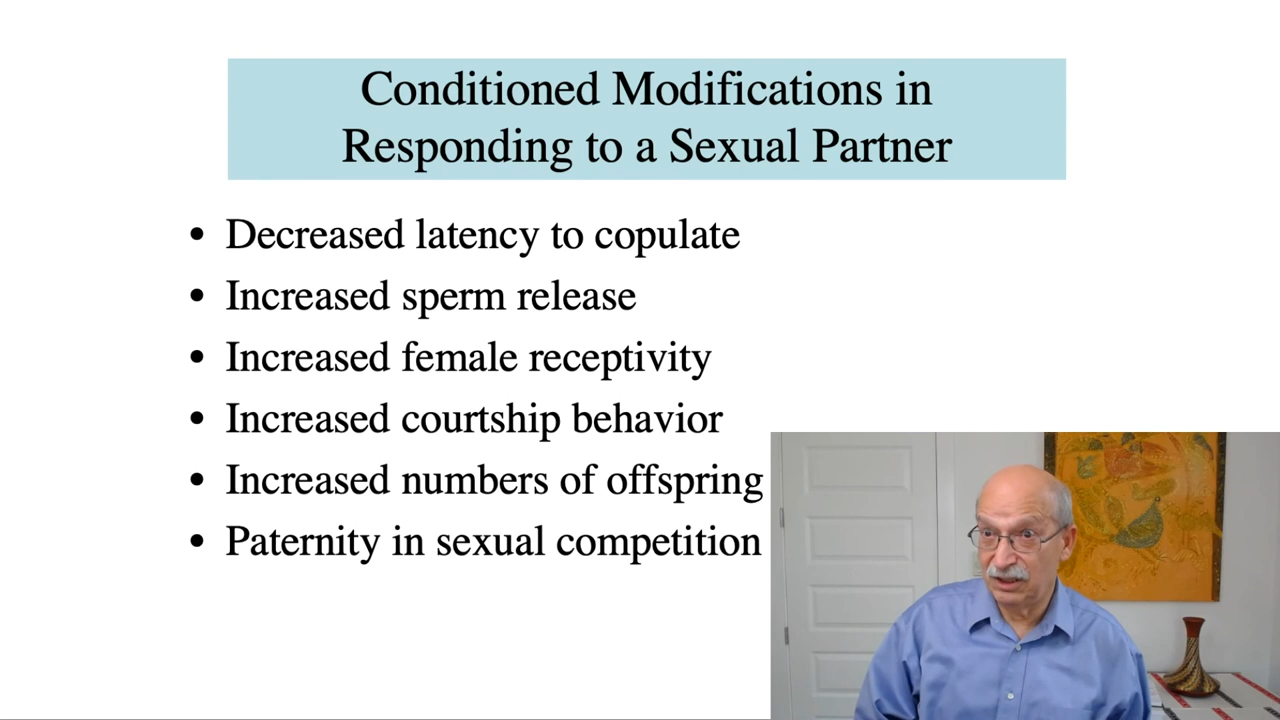 Conditioned Modifications in
Responding to a Sexual Partner
• Decreased latency to copulate
• Increased sperm release
• Increased female receptivity
• Increased courtship behavior
• Increased numbers of offspring
• Paternity in sexual competition